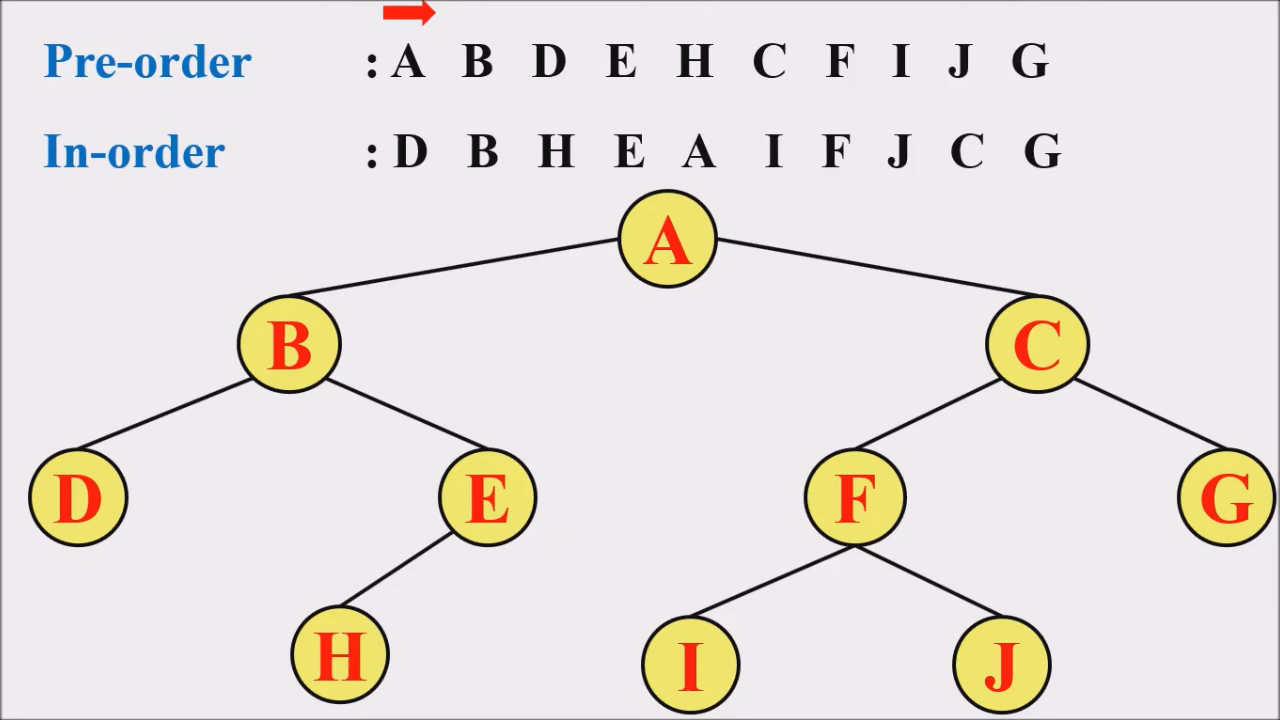 Pre-order : A B D E H C F I J G
In-order : D B H E A I F J C G
A
B C
D E F G
H I J